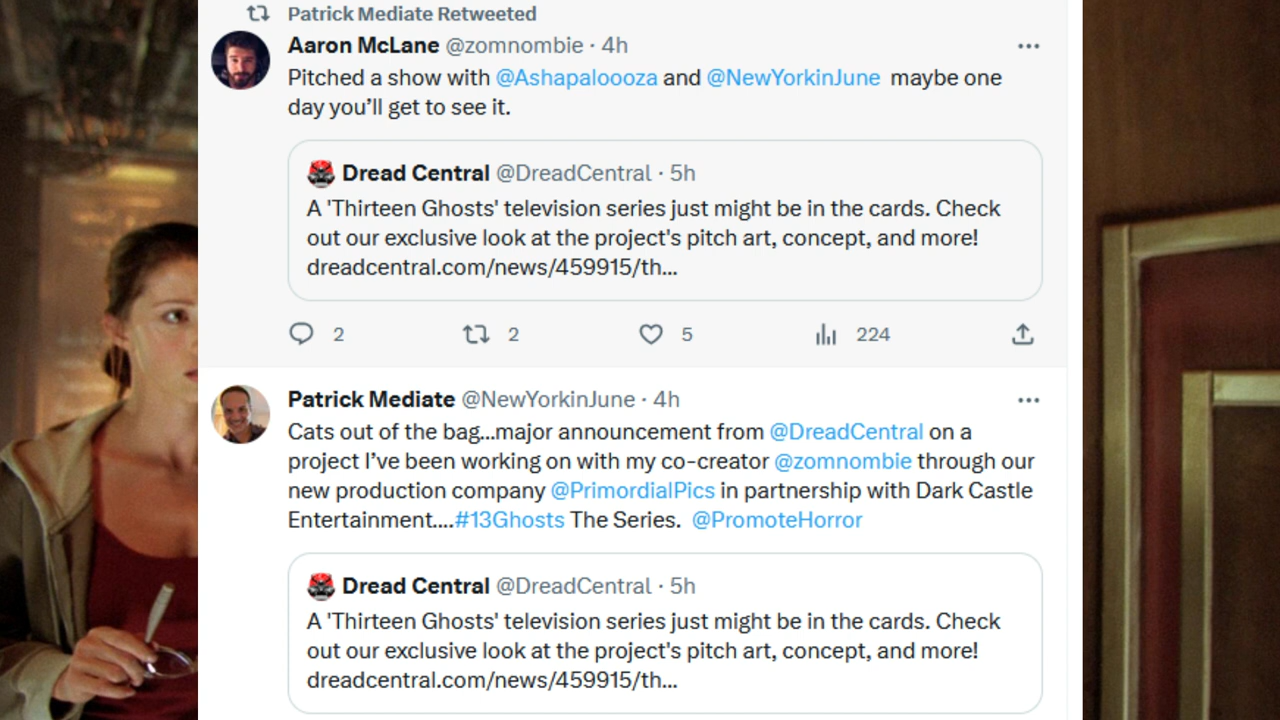 Patrick Mediate Retweeted
Aaron McLane @zomnombie · 4h
Pitched a show with @Ashapaloooza and @NewYorkinJune maybe one
day you’ll get to see it.
Dread Central @DreadCentral · 5h
A 'Thirteen Ghosts' television series just might be in the cards. Check
out our exclusive look at the project's pitch art, concept, and more!
dreadcentral.com/news/459915/th...
2 2 5 224
Patrick Mediate @NewYorkinJune · 4h
Cats out of the bag...major announcement from @DreadCentral on a
project I’ve been working on with my co-creator @zomnombie through our
new production company @PrimordialPics in partnership with Dark Castle
Entertainment....#13Ghosts The Series. @PromoteHorror
Dread Central @DreadCentral · 5h
A 'Thirteen Ghosts' television series just might be in the cards. Check
out our exclusive look at the project's pitch art, concept, and more!
dreadcentral.com/news/459915/th...